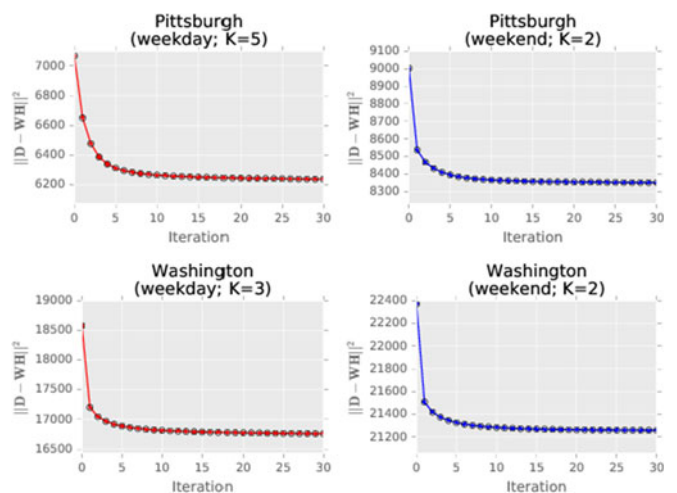 Pittsburgh
(weekday; K=5)
7000
6600
6200
||D − WH||²
0 5 10 15 20 25 30
Iteration
Pittsburgh
(weekend; K=2)
9100
9000
8900
8800
8700
8600
8500
8400
8300
||D − WH||²
0 5 10 15 20 25 30
Iteration
Washington
(weekday; K=3)
19000
18500
18000
17500
17000
16500
||D − WH||²
0 5 10 15 20 25 30
Iteration
Washington
(weekend; K=2)
22400
22200
22000
21800
21600
21400
21200
||D − WH||²
0 5 10 15 20 25 30
Iteration